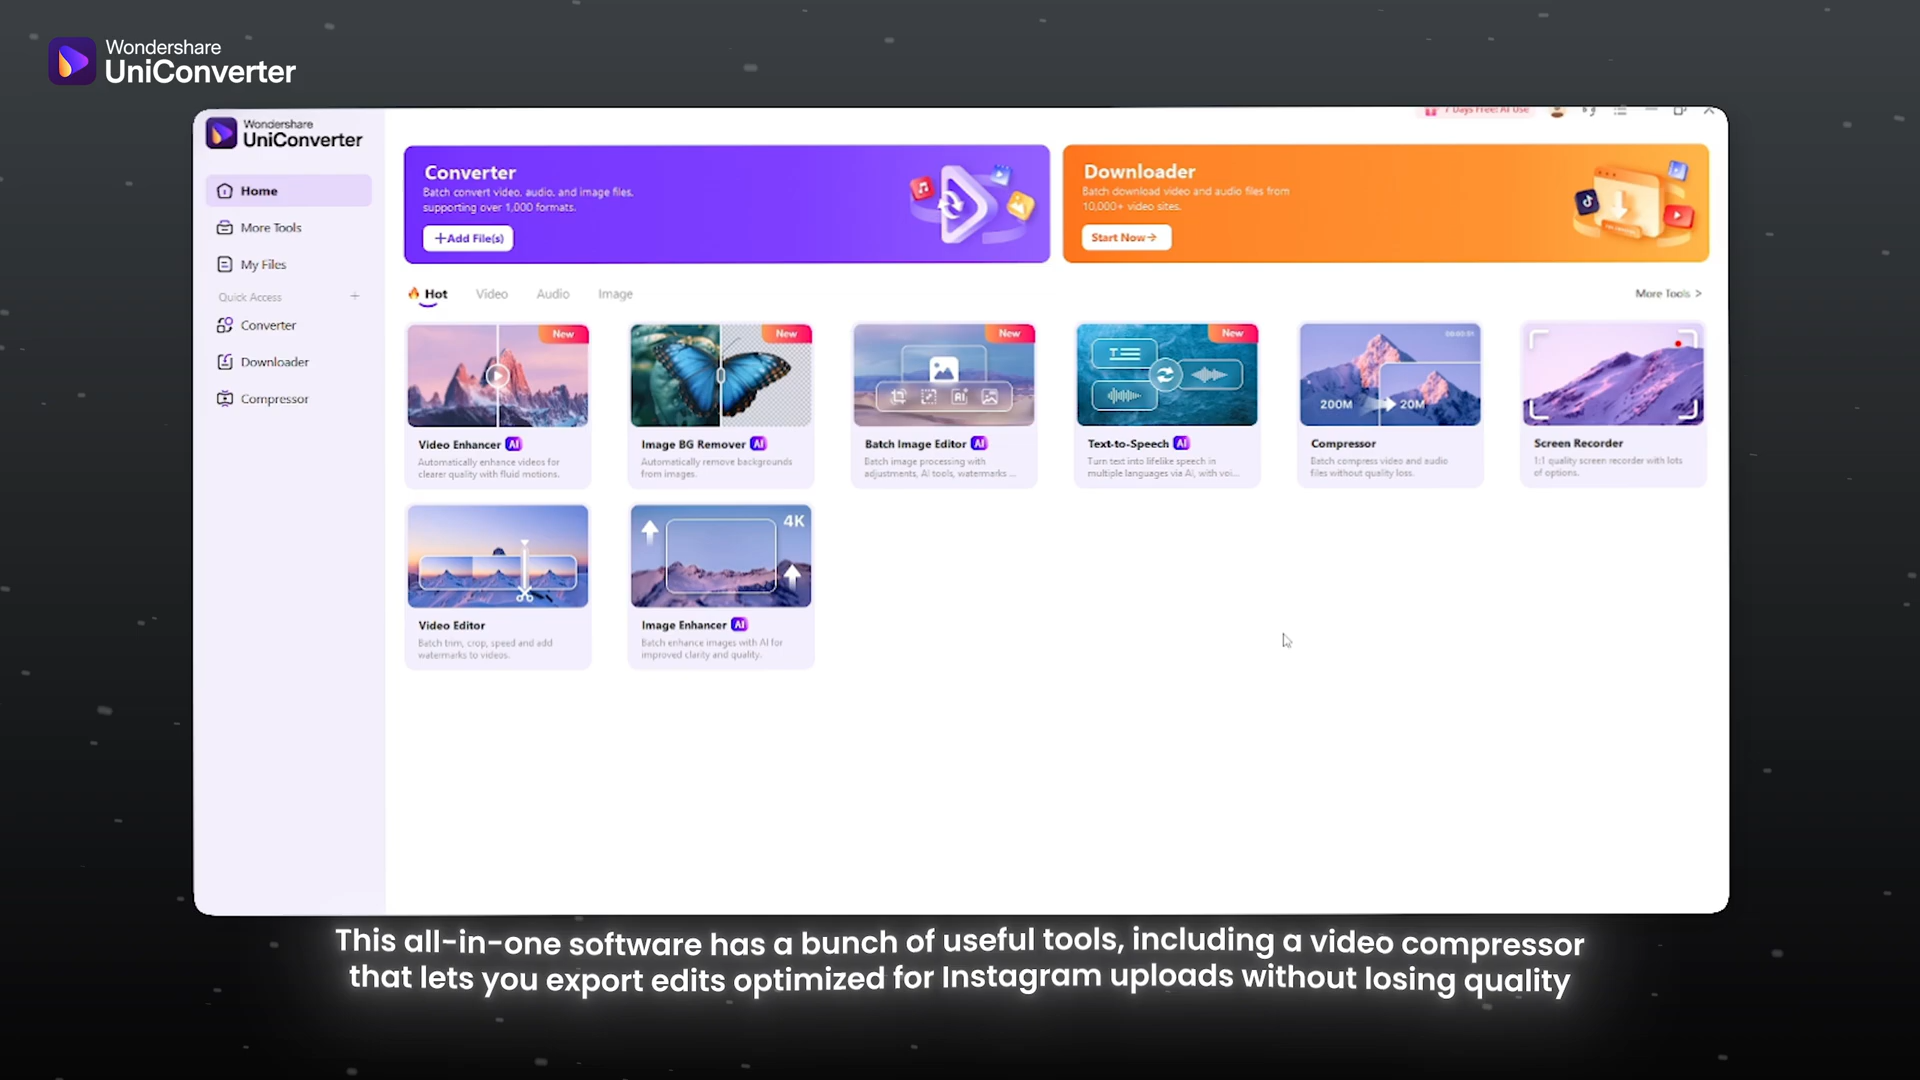 Wondershare
UniConverter
Wondershare
UniConverter
7 Days Free: AI Use
Home
More Tools
My Files
Quick Access
Converter
Downloader
Compressor
Converter
Batch convert video, audio, and image files,
supporting over 1,000 formats.
+Add File(s)
Downloader
Batch download video and audio files from
10,000+ video sites.
Start Now→
Hot
Video
Audio
Image
More Tools >
New
Video Enhancer AI
Automatically enhance videos for
clearer quality with fluid motions.
New
Image BG Remover AI
Automatically remove backgrounds
from images.
New
AI
Batch Image Editor AI
Batch image processing with
adjustments, AI tools, watermarks ...
New
T
Text-to-Speech AI
Turn text into lifelike speech in
multiple languages via AI, with voi...
200M
20M
Compressor
Batch compress video and audio
files without quality loss.
Screen Recorder
1:1 quality screen recorder with lots
of options.
Video Editor
Batch trim, crop, speed and add
watermarks to videos.
4K
Image Enhancer AI
Batch enhance images with AI for
improved clarity and quality.
This all-in-one software has a bunch of useful tools, including a video compressor
that lets you export edits optimized for Instagram uploads without losing quality